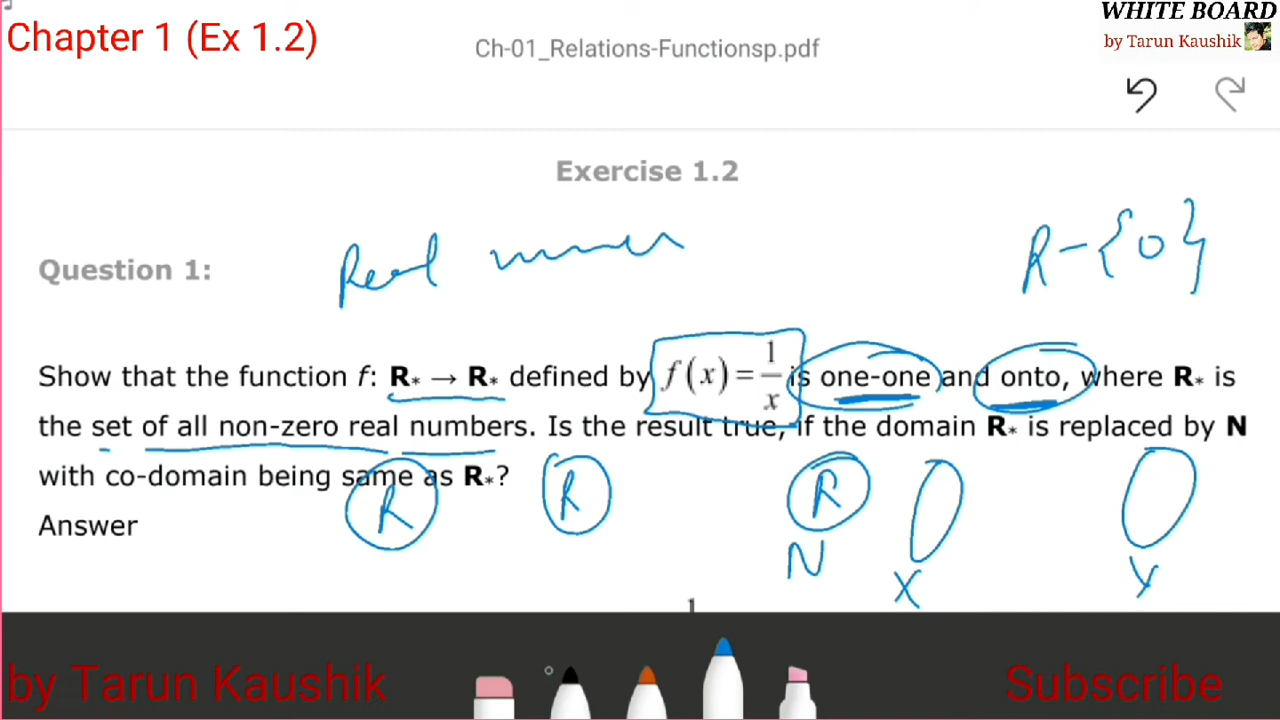 WHITE BOARD
Chapter 1 (Ex 1.2)
Ch-01_Relations-Functionsp.pdf
by Tarun Kaushik
Exercise 1.2
Real
R-{0}
Question 1:
Show that the function f: R* → R* defined by f(x) = 1/x is one-one and onto, where R* is
the set of all non-zero real numbers. Is the result true, if the domain R* is replaced by N
with co-domain being same as R*?
R R R
Answer
N X Y
1
by Tarun Kaushik
Subscribe